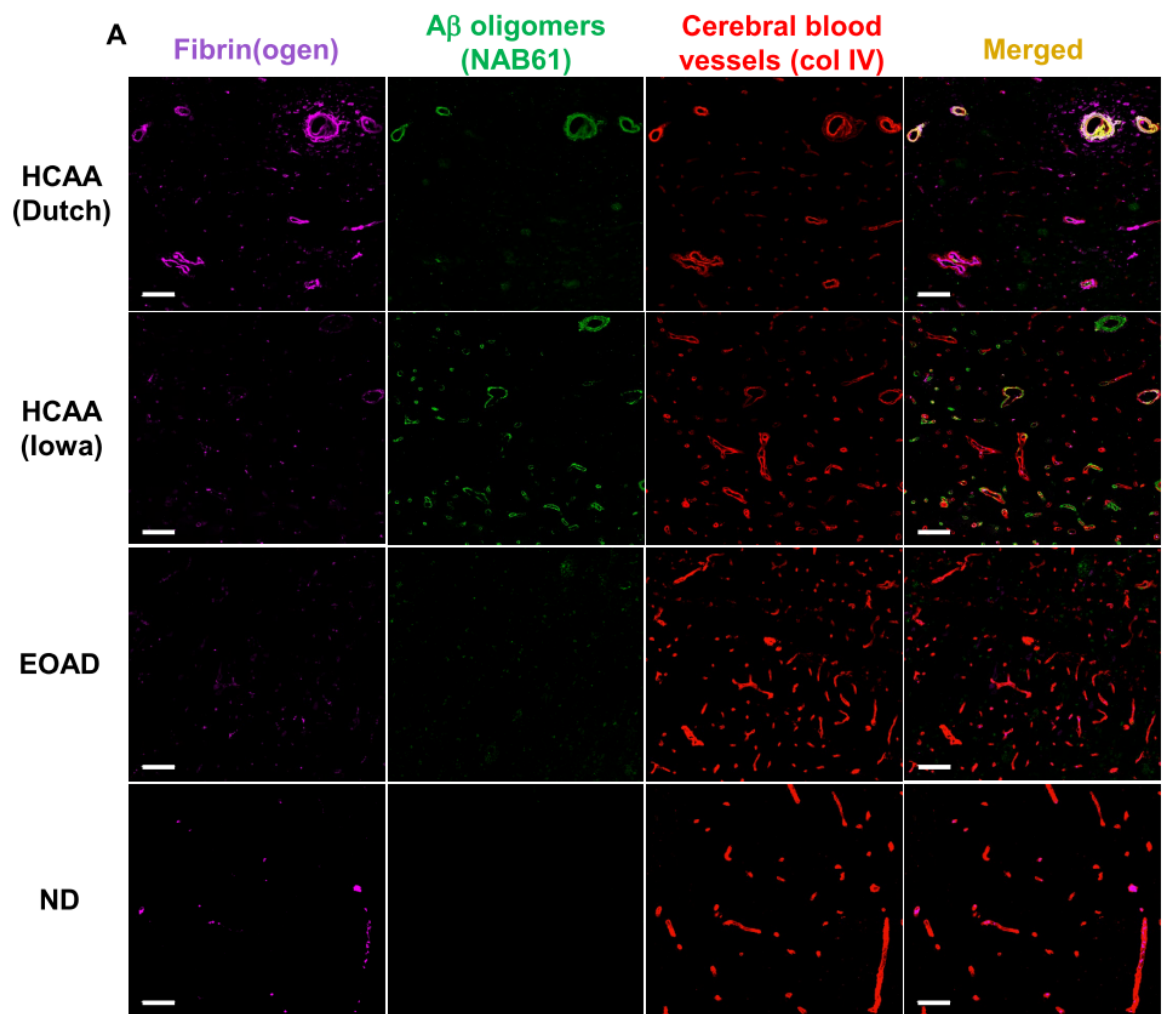 A
Fibrin(ogen)
Aβ oligomers
(NAB61)
Cerebral blood
vessels (col IV)
Merged
HCAA
(Dutch)
HCAA
(Iowa)
EOAD
ND